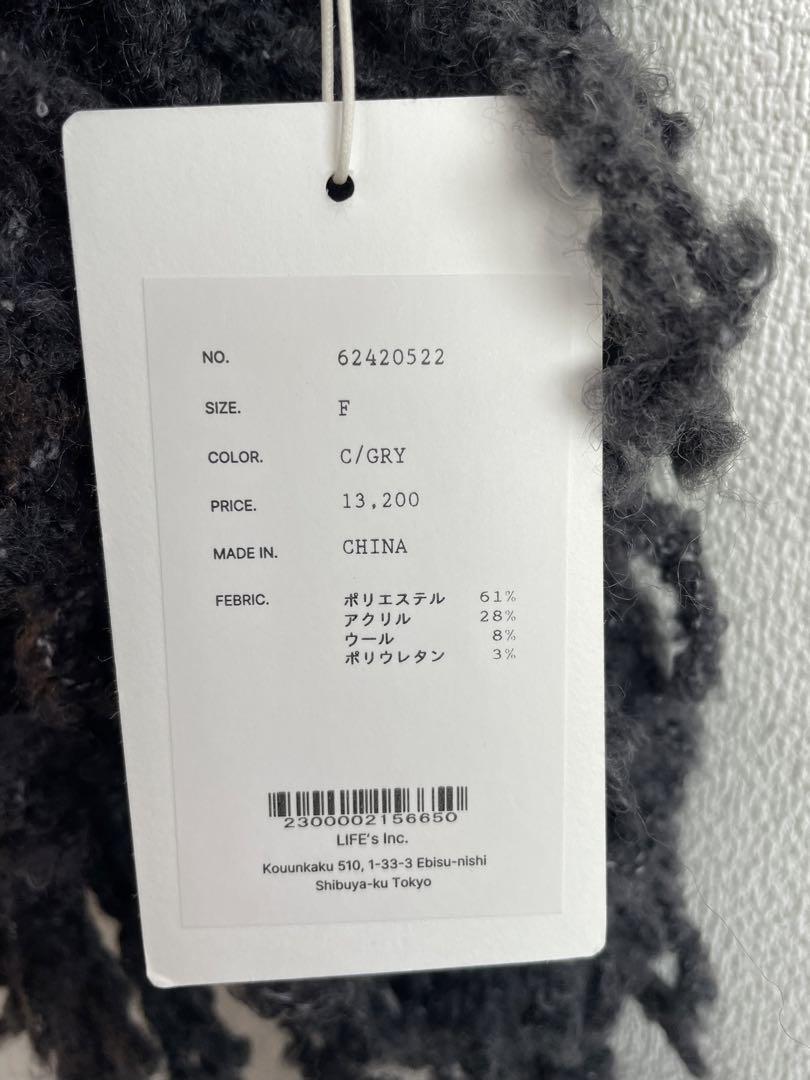 NO. 62420522
SIZE. F
COLOR. C/GRY
PRICE. 13,200
MADE IN. CHINA
FEBRIC. ポリエステル 61%
アクリル 28%
ウール 8%
ポリウレタン 3%
2300002156650
LIFE's Inc.
Kouunkaku 510, 1-33-3 Ebisu-nishi
Shibuya-ku Tokyo